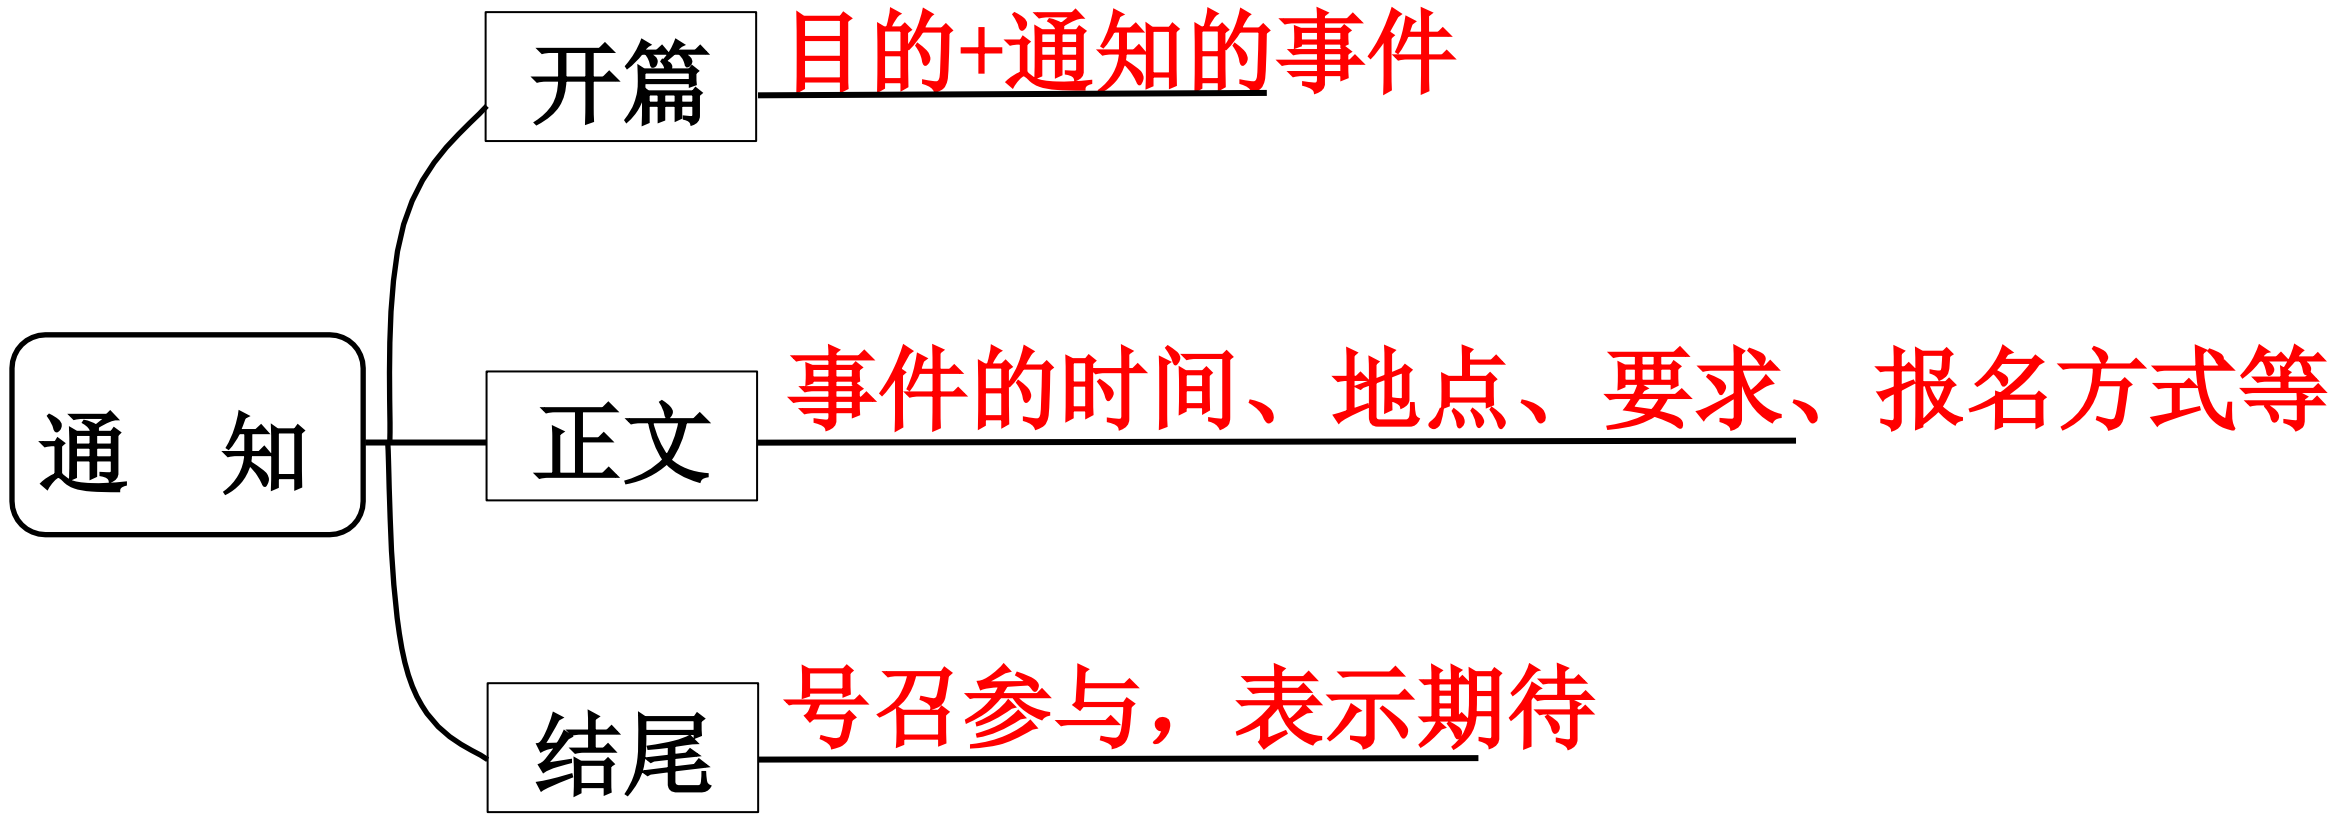 开篇
目的+通知的事件
通 知
正文
事件的时间、地点、要求、报名方式等
结尾
号召参与，表示期待